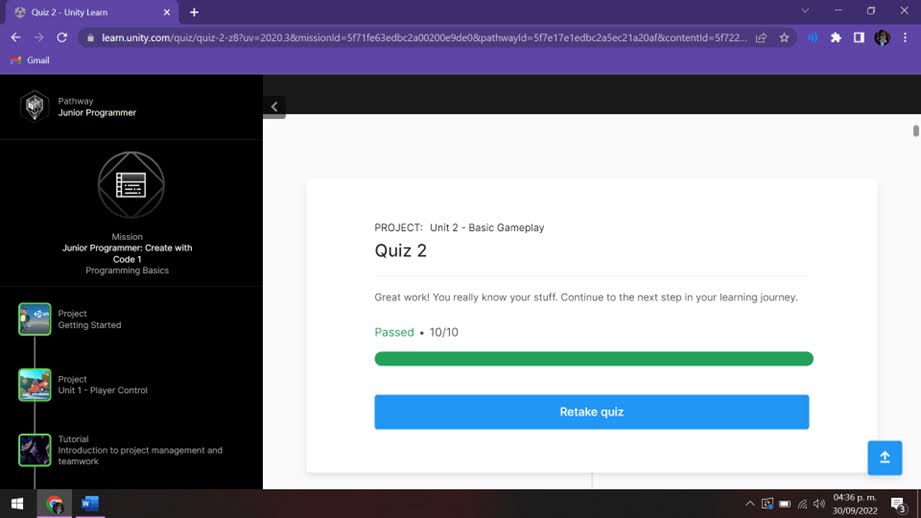 Quiz 2 - Unity Learn
learn.unity.com/quiz/quiz-2-z8?uv=2020.3&missionId=5f71fe63edbc2a00200e9de0&pathwayId=5f7e17e1edbc2a5ec21a20af&contentId=5f722...
Gmail
Pathway
Junior Programmer
Mission
Junior Programmer: Create with
Code 1
Programming Basics
Project
Getting Started
Project
Unit 1 - Player Control
Tutorial
Introduction to project management and
teamwork
PROJECT: Unit 2 - Basic Gameplay
Quiz 2
Great work! You really know your stuff. Continue to the next step in your learning journey.
Passed • 10/10
Retake quiz
04:36 p. m.
30/09/2022
3